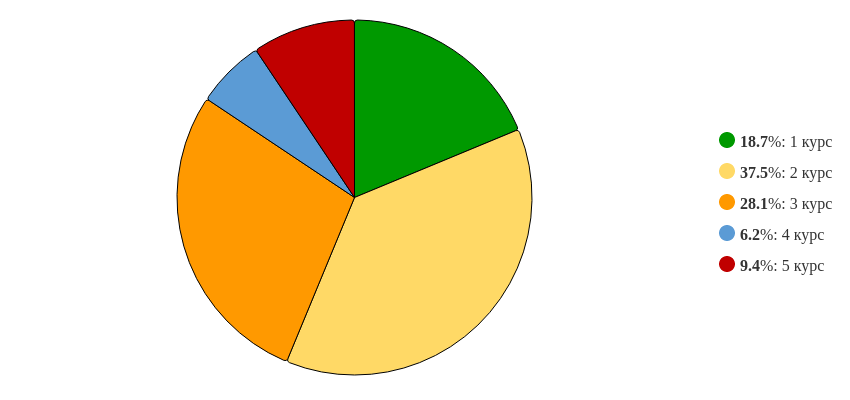 18.7%: 1 курс
37.5%: 2 курс
28.1%: 3 курс
6.2%: 4 курс
9.4%: 5 курс